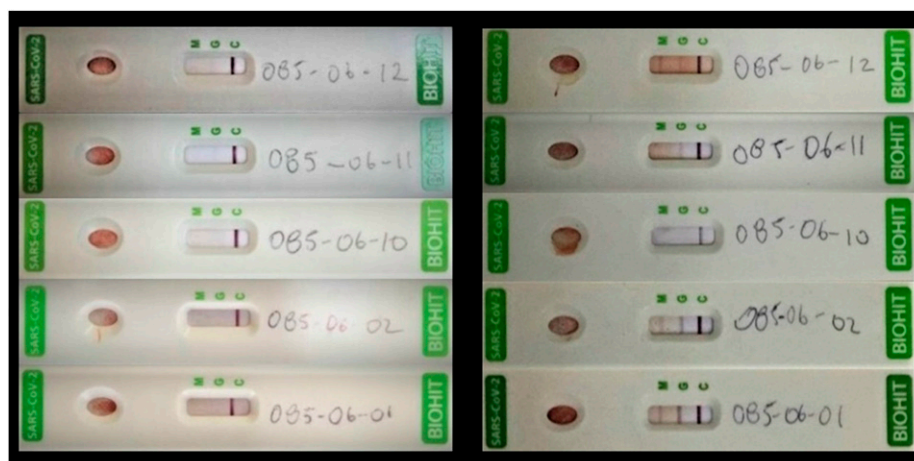 SARS-CoV-2 M G C 085-06-12 BIOHIT
SARS-CoV-2 M G C 085-06-11 BIOHIT
SARS-CoV-2 M G C 085-06-10 BIOHIT
SARS-CoV-2 M G C 085-06-02 BIOHIT
SARS-CoV-2 M G C 085-06-01 BIOHIT
SARS-CoV-2 M G C 085-06-12 BIOHIT
SARS-CoV-2 M G C 085-06-11 BIOHIT
SARS-CoV-2 M G C 085-06-10 BIOHIT
SARS-CoV-2 M G C 085-06-02 BIOHIT
SARS-CoV-2 M G C 085-06-01 BIOHIT